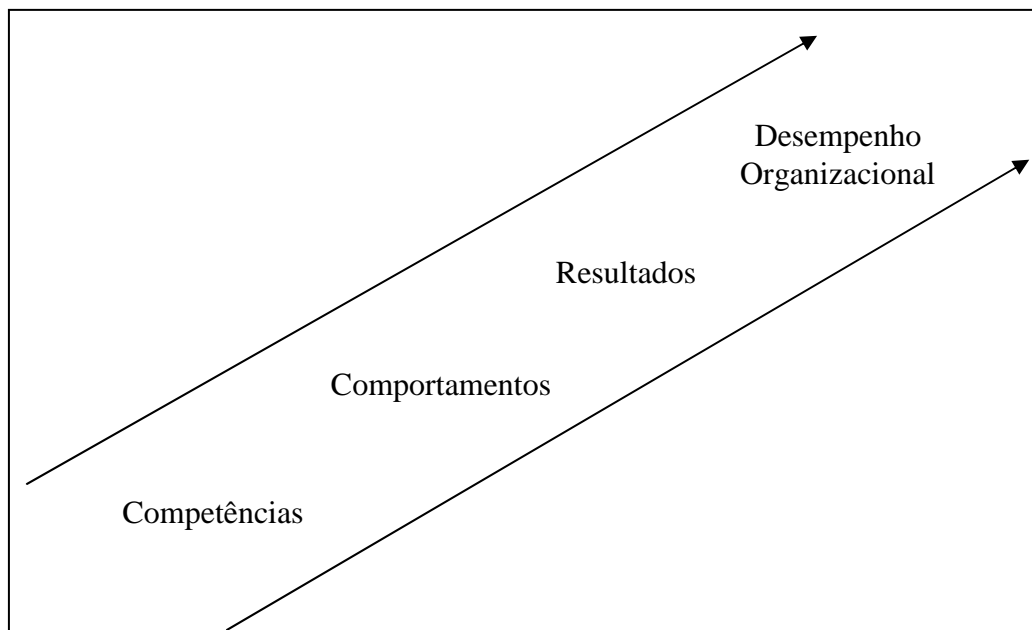 Desempenho
Organizacional
Resultados
Comportamentos
Competências